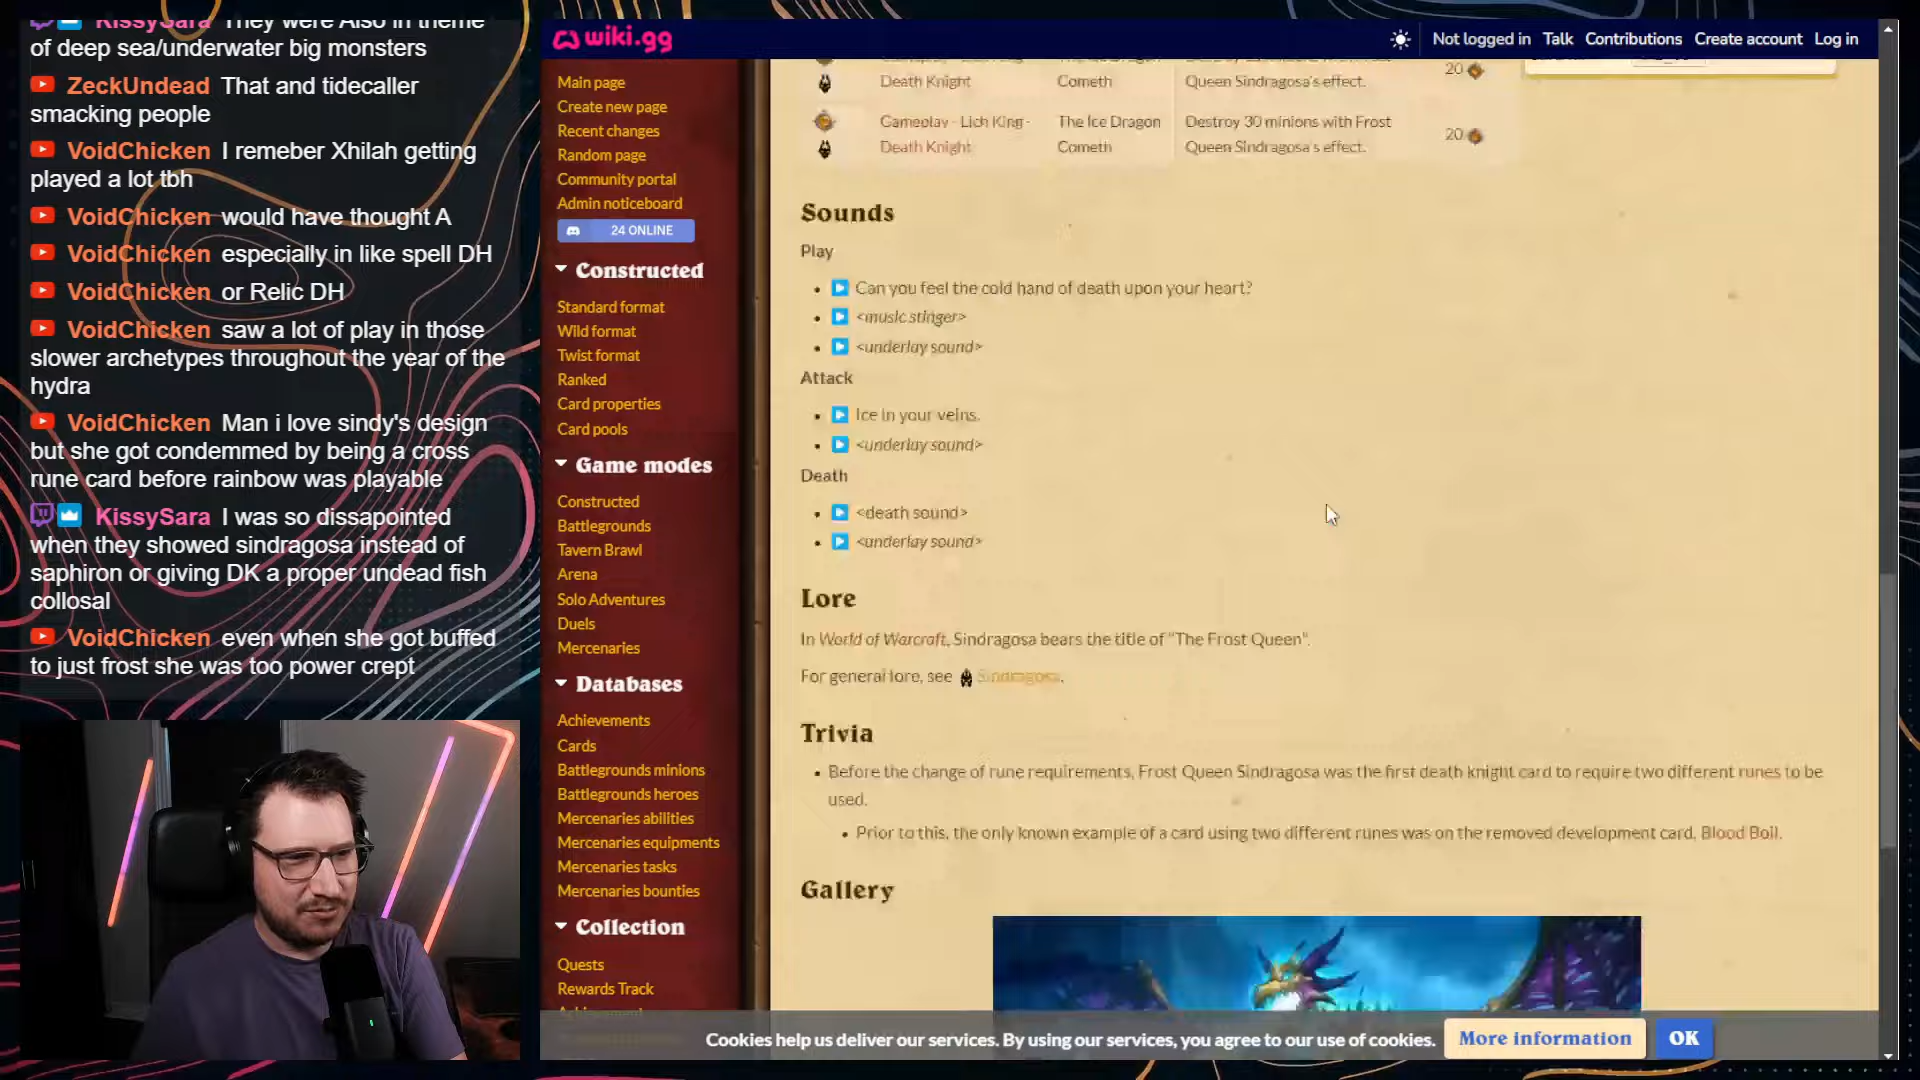 KissySara They were Also in theme
of deep sea/underwater big monsters
ZeckUndead That and tidecaller
smacking people
VoidChicken I remeber Xhilah getting
played a lot tbh
VoidChicken would have thought A
VoidChicken especially in like spell DH
VoidChicken or Relic DH
VoidChicken saw a lot of play in those
slower archetypes throughout the year of the
hydra
VoidChicken Man i love sindy's design
but she got condemmed by being a cross
rune card before rainbow was playable
KissySara I was so dissapointed
when they showed sindragosa instead of
saphiron or giving DK a proper undead fish
collosal
VoidChicken even when she got buffed
to just frost she was too power crept
wiki.gg
Not logged in Talk Contributions Create account Log in
Main page
Create new page
Recent changes
Random page
Community portal
Admin noticeboard
24 ONLINE
Constructed
Standard format
Wild format
Twist format
Ranked
Card properties
Card pools
Game modes
Constructed
Battlegrounds
Tavern Brawl
Arena
Solo Adventures
Duels
Mercenaries
Databases
Achievements
Cards
Battlegrounds minions
Battlegrounds heroes
Mercenaries abilities
Mercenaries equipments
Mercenaries tasks
Mercenaries bounties
Collection
Quests
Rewards Track
20
Death Knight Cometh Queen Sindragosa's effect.
Gameplay - Lich King - The Ice Dragon Destroy 30 minions with Frost
20
Death Knight Cometh Queen Sindragosa's effect.
Sounds
Play
• Can you feel the cold hand of death upon your heart?
• <music stinger>
• <underlay sound>
Attack
• Ice in your veins.
• <underlay sound>
Death
• <death sound>
• <underlay sound>
Lore
In World of Warcraft, Sindragosa bears the title of "The Frost Queen".
For general lore, see Sindragosa.
Trivia
• Before the change of rune requirements, Frost Queen Sindragosa was the first death knight card to require two different runes to be
used.
• Prior to this, the only known example of a card using two different runes was on the removed development card, Blood Boil.
Gallery
Cookies help us deliver our services. By using our services, you agree to our use of cookies. More information OK